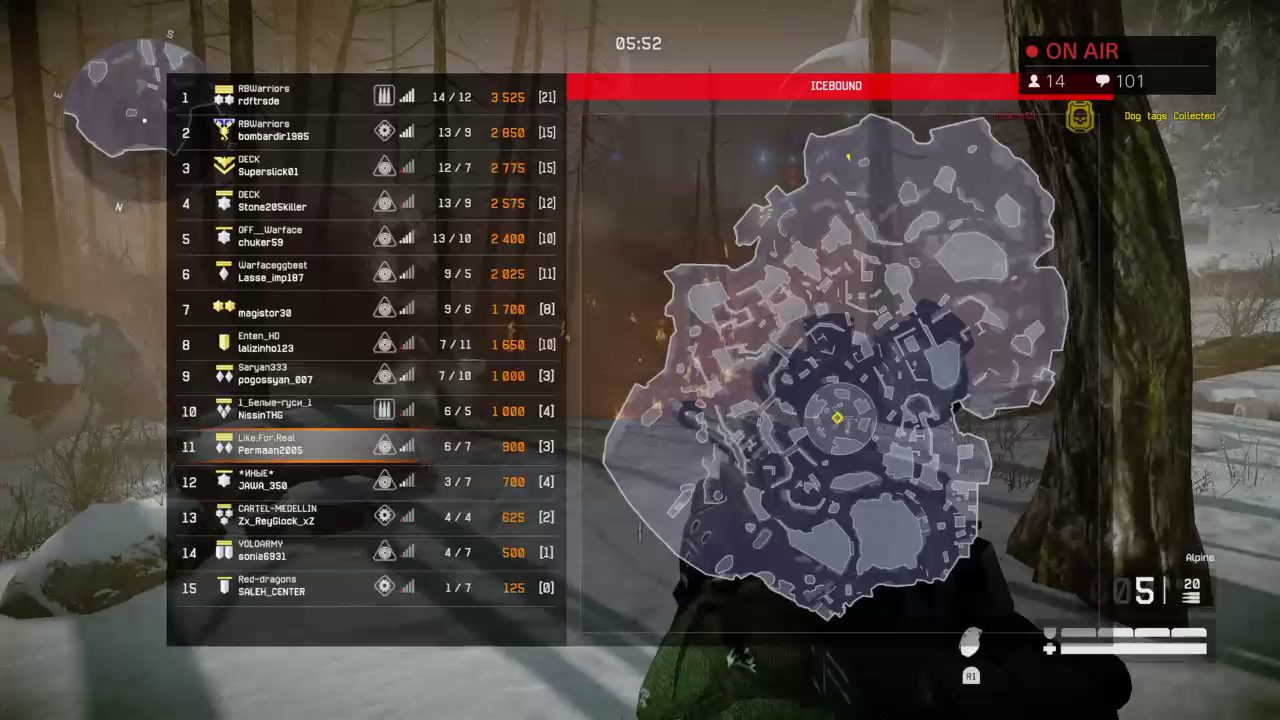 S
05:52
ON AIR
14 101
E
N
ICEBOUND
Dog tags Collected
1 RBWarriors
rdftrsde 14 / 12 3 525 [21]
2 RBWarriors
bombardir1985 13 / 9 2 850 [15]
3 DECK
Superslick01 12 / 7 2 775 [15]
4 DECK
Stone205killer 13 / 9 2 575 [12]
5 OFF__Warface
chuker59 13 / 10 2 400 [10]
6 Warfaceggbest
Lasse_imp187 9 / 5 2 025 [11]
7 magistor30 9 / 6 1 700 [8]
8 Enten_HD
lalizinho123 7 / 11 1 650 [10]
9 Saryan333
pogossyan_007 7 / 10 1 000 [3]
10 1_Белые-гуси_1
NissinTHG 6 / 5 1 000 [4]
11 Like.For.Real
Permaan2005 6 / 7 900 [3]
12 *ИНЫЕ*
JAWA_350 3 / 7 700 [4]
13 CARTEL-MEDELLIN
Zx_ReyGlock_xZ 4 / 4 625 [2]
14 YOLOARMY
sonia6931 4 / 7 500 [1]
15 Red-dragons
SALEH_CENTER 1 / 7 125 [0]
Alpine
005 020
R1